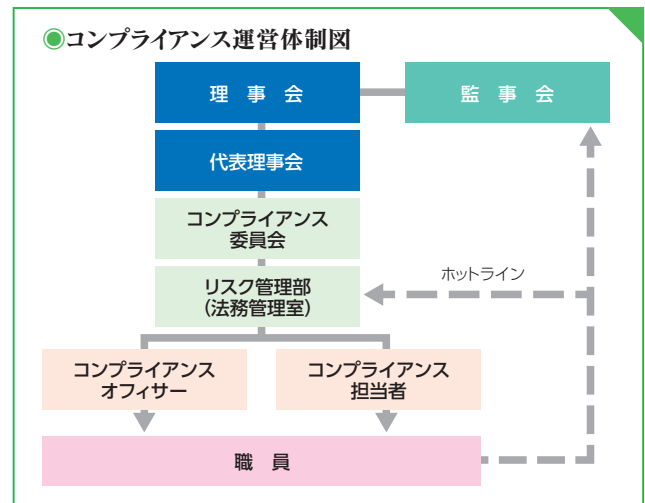 ◉コンプライアンス運営体制図
理 事 会
監 事 会
代表理事会
コンプライアンス
委員会
リスク管理部
(法務管理室)
ホットライン
コンプライアンス
オフィサー
コンプライアンス
担当者
職 員